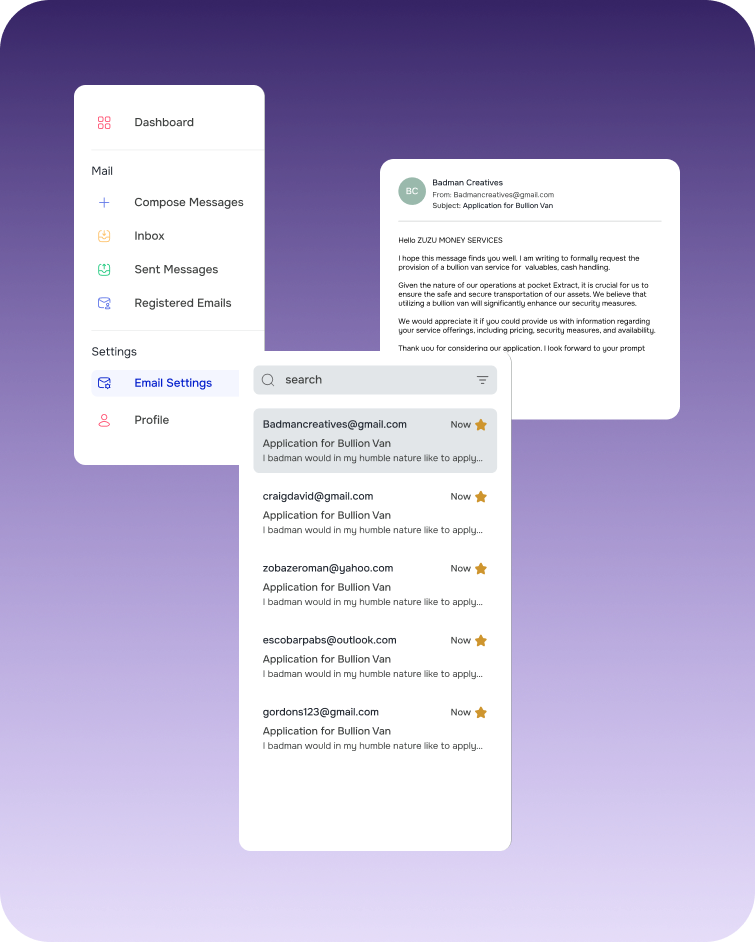 Dashboard
Mail
Compose Messages
Inbox
Sent Messages
Registered Emails
Settings
Email Settings
Profile
BC
Badman Creatives
From: Badmancreatives@gmail.com
Subject: Application for Bullion Van
Hello ZUZU MONEY SERVICES
I hope this message finds you well. I am writing to formally request the
provision of a bullion van service for valuables, cash handling.
Given the nature of our operations at pocket Extract, it is crucial for us to
ensure the safe and secure transportation of our assets. We believe that
utilizing a bullion van will significantly enhance our security measures.
We would appreciate it if you could provide us with information regarding
your service offerings, including pricing, security measures, and availability.
Thank you for considering our application. I look forward to your prompt
search
Badmancreatives@gmail.com Now
Application for Bullion Van
I badman would in my humble nature like to apply...
craigdavid@gmail.com Now
Application for Bullion Van
I badman would in my humble nature like to apply...
zobazeroman@yahoo.com Now
Application for Bullion Van
I badman would in my humble nature like to apply...
escobarpabs@outlook.com Now
Application for Bullion Van
I badman would in my humble nature like to apply...
gordons123@gmail.com Now
Application for Bullion Van
I badman would in my humble nature like to apply...